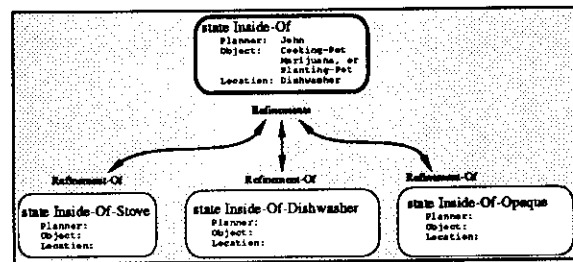 state Inside-Of
Planner: John
Object: Cooking-Pot
Marijuana, or
Planting-Pot
Location: Dishwasher
Refinements
Refinement-Of
Refinement-Of
Refinement-Of
state Inside-Of-Stove
Planner:
Object:
Location:
state Inside-Of-Dishwasher
Planner:
Object:
Location:
state Inside-Of-Opaque
Planner:
Object:
Location: